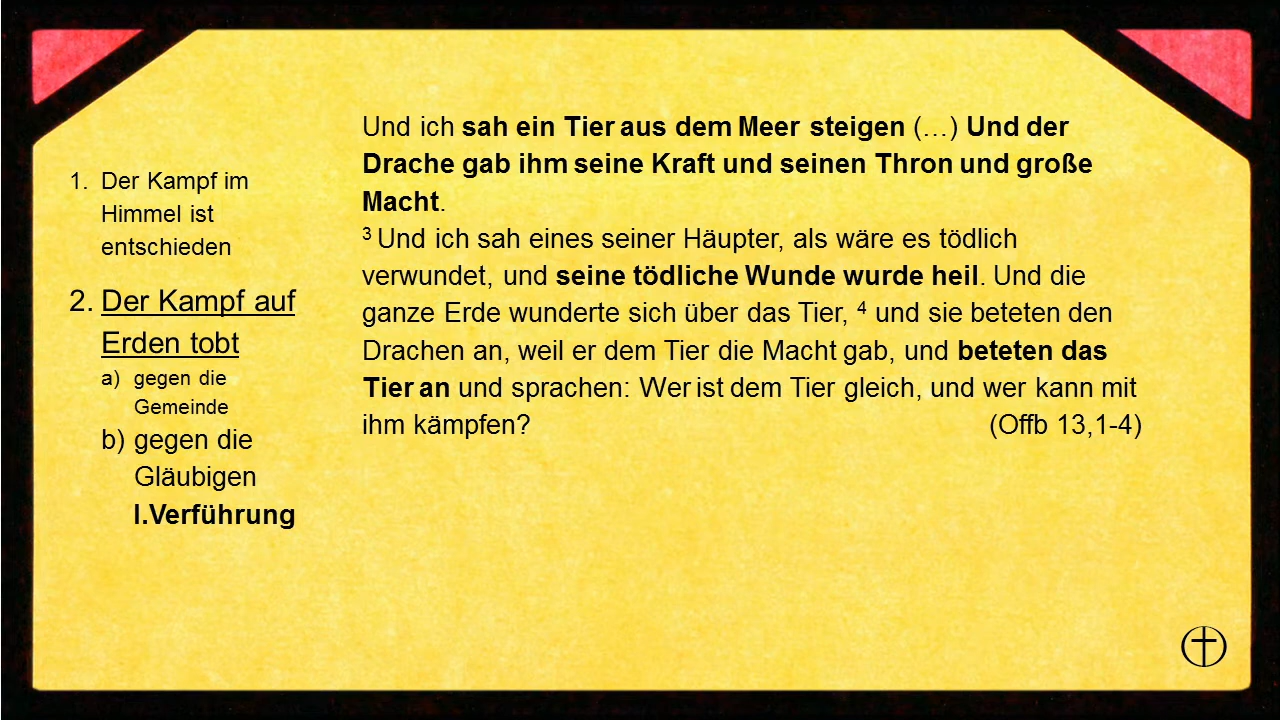 1. Der Kampf im
Himmel ist
entschieden
2. Der Kampf auf
Erden tobt
a) gegen die
Gemeinde
b) gegen die
Gläubigen
I.Verführung
Und ich sah ein Tier aus dem Meer steigen (…) Und der
Drache gab ihm seine Kraft und seinen Thron und große
Macht.
3 Und ich sah eines seiner Häupter, als wäre es tödlich
verwundet, und seine tödliche Wunde wurde heil. Und die
ganze Erde wunderte sich über das Tier, 4 und sie beteten den
Drachen an, weil er dem Tier die Macht gab, und beteten das
Tier an und sprachen: Wer ist dem Tier gleich, und wer kann mit
ihm kämpfen? (Offb 13,1-4)